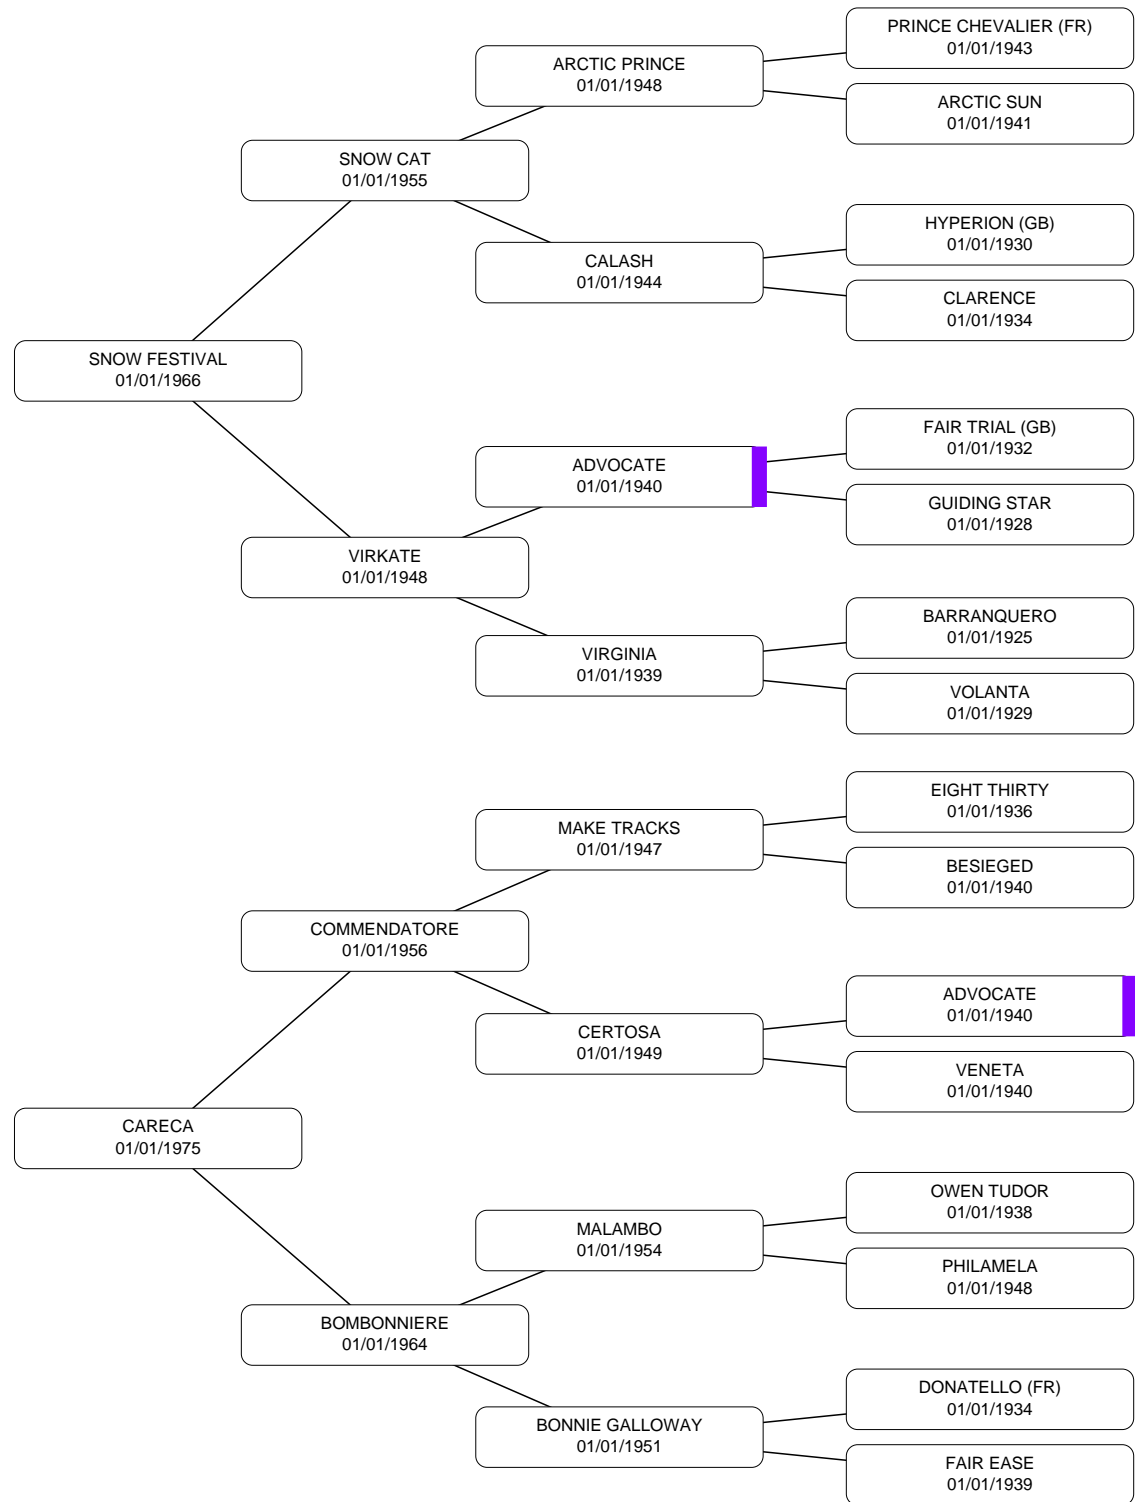 PRINCE CHEVALIER (FR)
01/01/1943
ARCTIC PRINCE
01/01/1948
ARCTIC SUN
01/01/1941
SNOW CAT
01/01/1955
HYPERION (GB)
01/01/1930
CALASH
01/01/1944
CLARENCE
01/01/1934
SNOW FESTIVAL
01/01/1966
FAIR TRIAL (GB)
01/01/1932
ADVOCATE
01/01/1940
GUIDING STAR
01/01/1928
VIRKATE
01/01/1948
BARRANQUERO
01/01/1925
VIRGINIA
01/01/1939
VOLANTA
01/01/1929
EIGHT THIRTY
01/01/1936
MAKE TRACKS
01/01/1947
BESIEGED
01/01/1940
COMMENDATORE
01/01/1956
ADVOCATE
01/01/1940
CERTOSA
01/01/1949
VENETA
01/01/1940
CARECA
01/01/1975
OWEN TUDOR
01/01/1938
MALAMBO
01/01/1954
PHILAMELA
01/01/1948
BOMBONNIERE
01/01/1964
DONATELLO (FR)
01/01/1934
BONNIE GALLOWAY
01/01/1951
FAIR EASE
01/01/1939